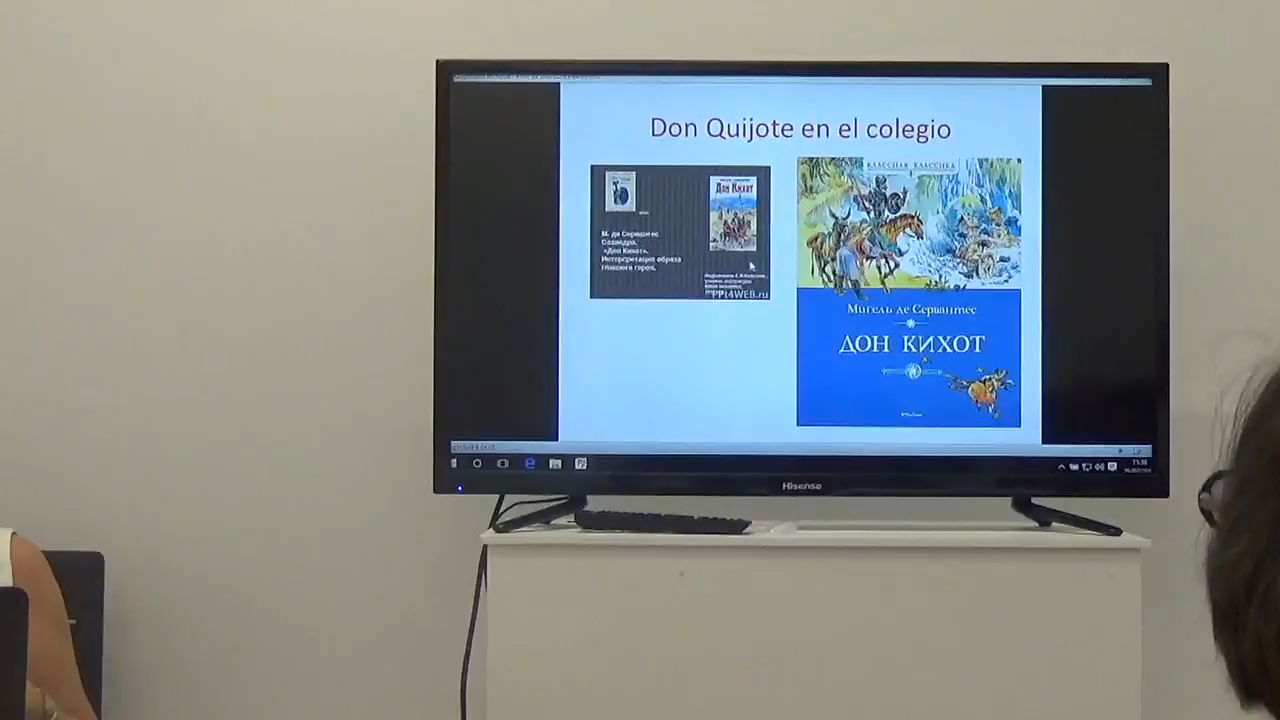 Don Quijote en el colegio
Дон Кихот
М. де Сервантес
Сааведра.
«Дон Кихот».
Интерпретация образа
главного героя.
PPt4WEB.ru
КЛАССНАЯ КЛАССИКА
Мигель де Сервантес
ДОН КИХОТ
Hisense